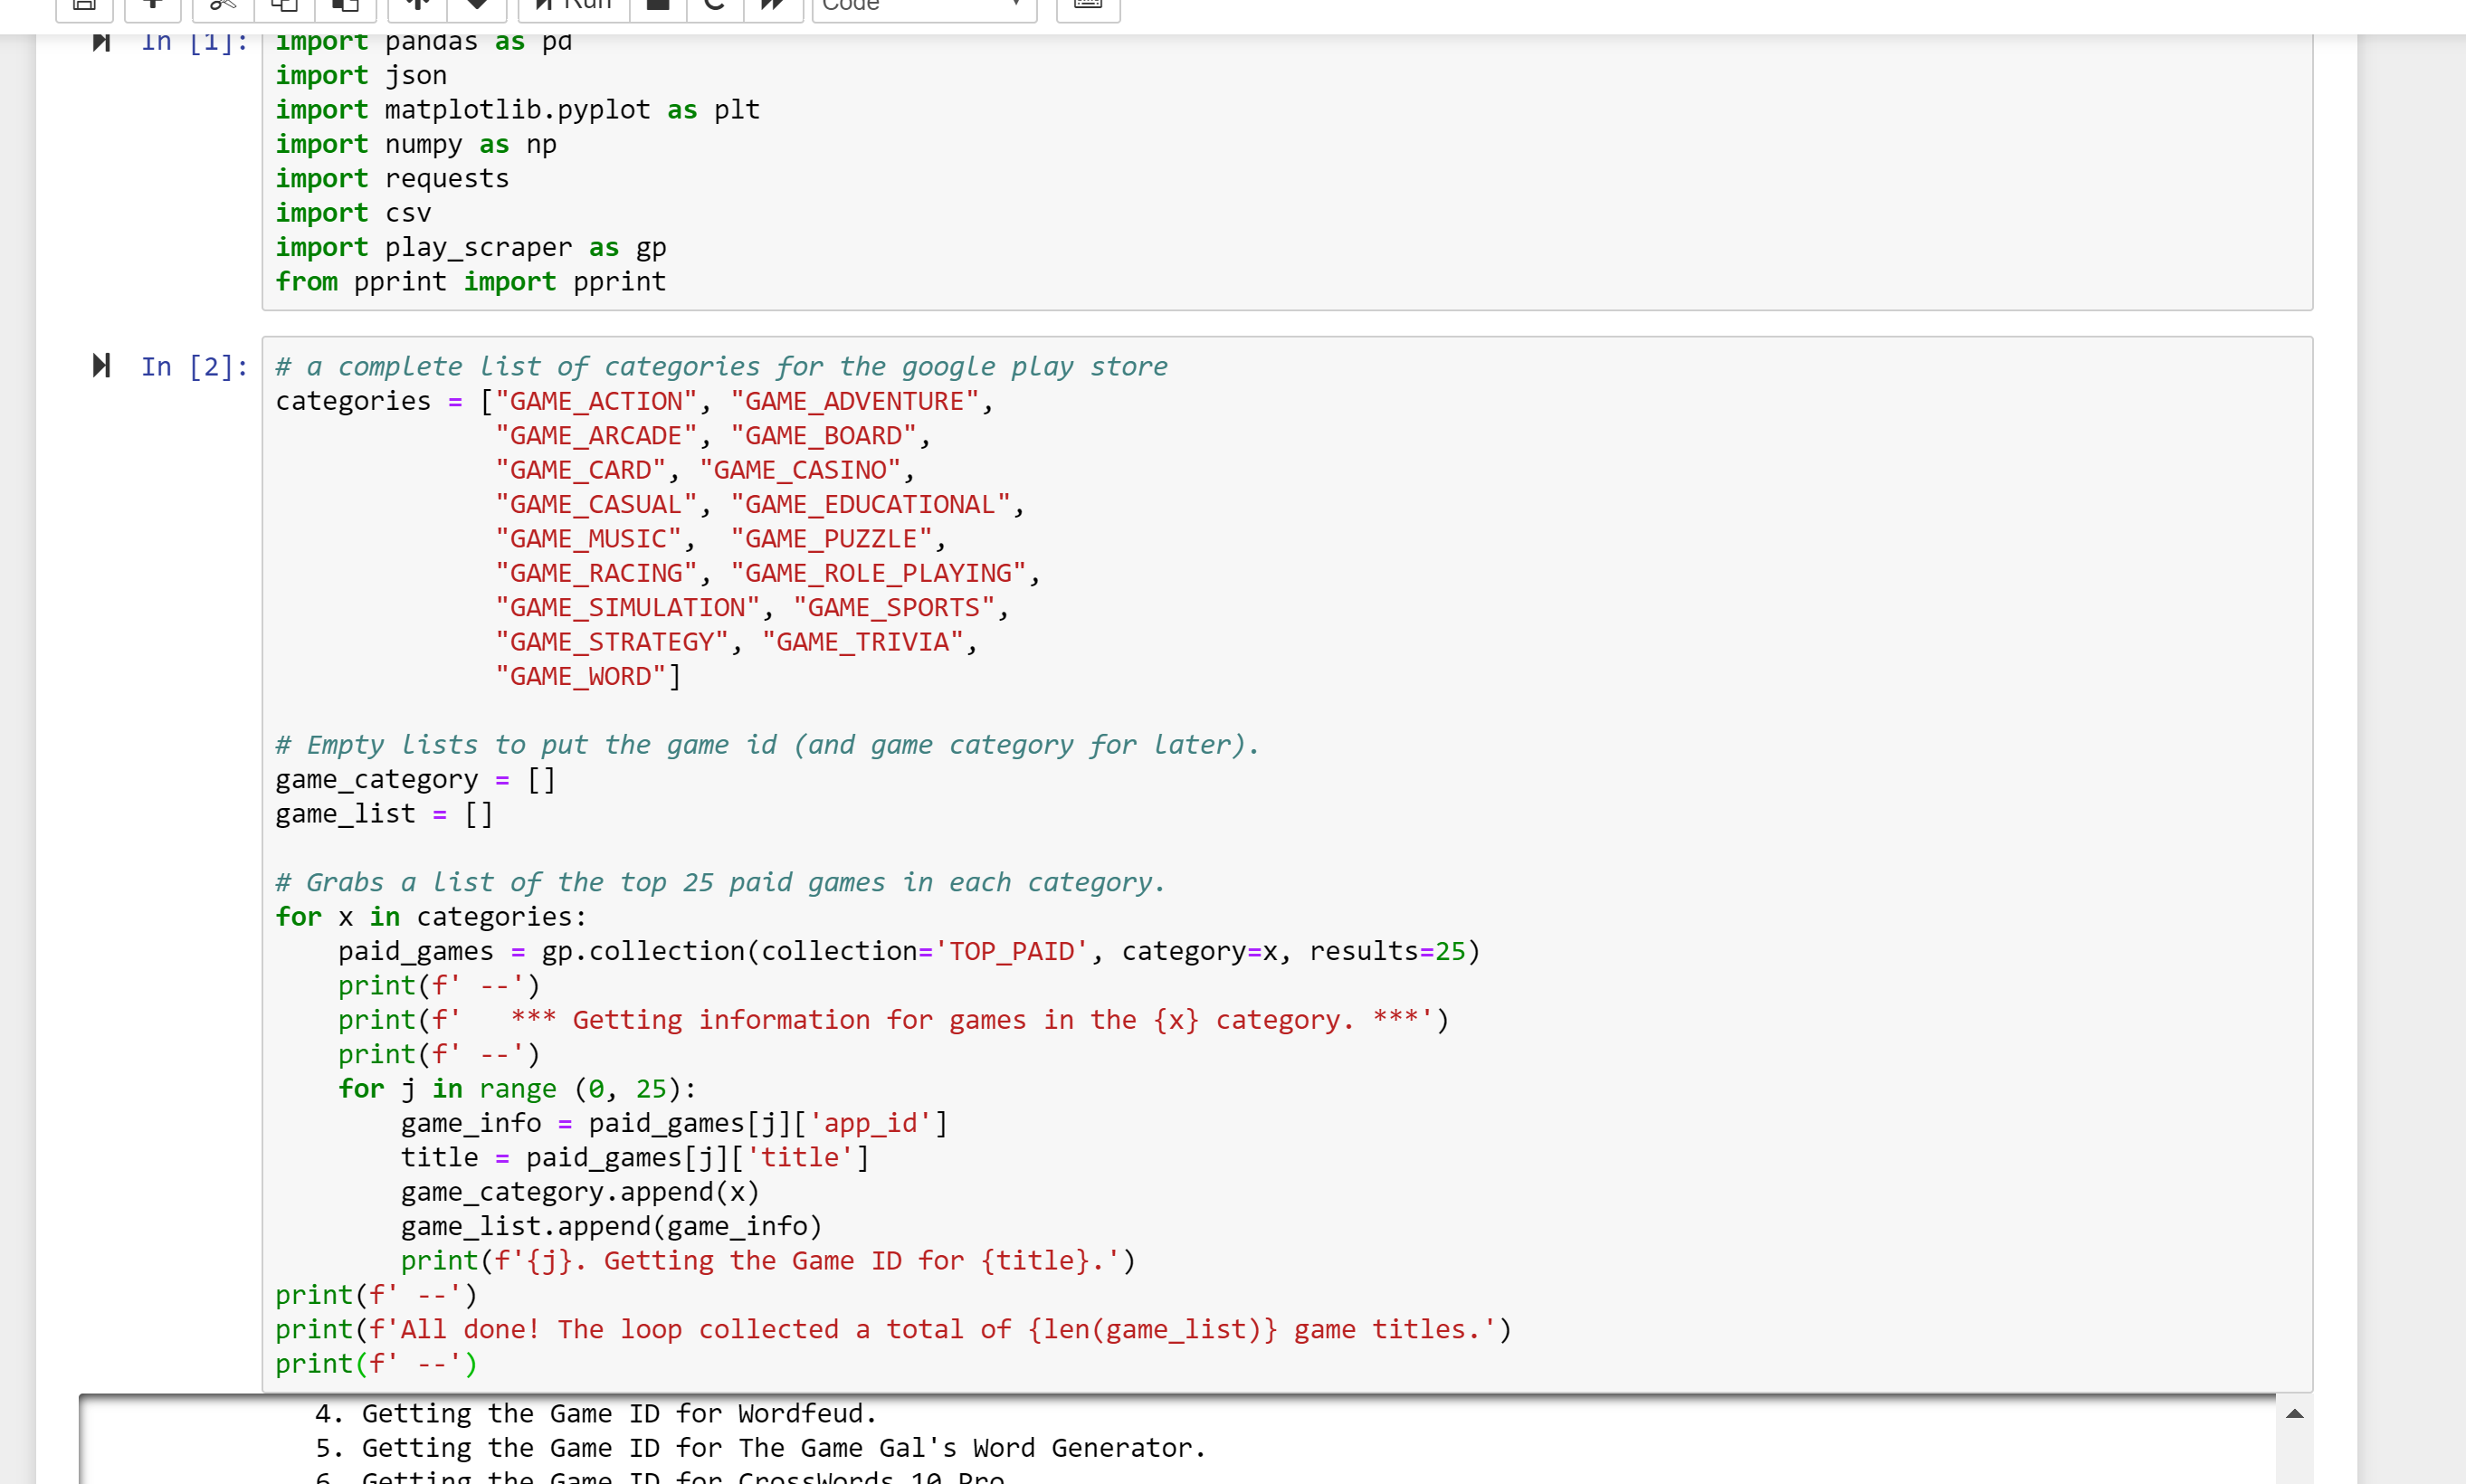 Run Code
In [1]: import pandas as pd
import json
import matplotlib.pyplot as plt
import numpy as np
import requests
import csv
import play_scraper as gp
from pprint import pprint
In [2]: # a complete list of categories for the google play store
categories = ["GAME_ACTION", "GAME_ADVENTURE",
"GAME_ARCADE", "GAME_BOARD",
"GAME_CARD", "GAME_CASINO",
"GAME_CASUAL", "GAME_EDUCATIONAL",
"GAME_MUSIC",  "GAME_PUZZLE",
"GAME_RACING", "GAME_ROLE_PLAYING",
"GAME_SIMULATION", "GAME_SPORTS",
"GAME_STRATEGY", "GAME_TRIVIA",
"GAME_WORD"]
# Empty lists to put the game id (and game category for later).
game_category = []
game_list = []
# Grabs a list of the top 25 paid games in each category.
for x in categories:
    paid_games = gp.collection(collection='TOP_PAID', category=x, results=25)
    print(f' --')
    print(f'   *** Getting information for games in the {x} category. ***')
    print(f' --')
    for j in range (0, 25):
        game_info = paid_games[j]['app_id']
        title = paid_games[j]['title']
        game_category.append(x)
        game_list.append(game_info)
        print(f'{j}. Getting the Game ID for {title}.')
print(f' --')
print(f'All done! The loop collected a total of {len(game_list)} game titles.')
print(f' --')
4. Getting the Game ID for Wordfeud.
5. Getting the Game ID for The Game Gal's Word Generator.
6. Getting the Game ID for CrossWords 10 Pro.